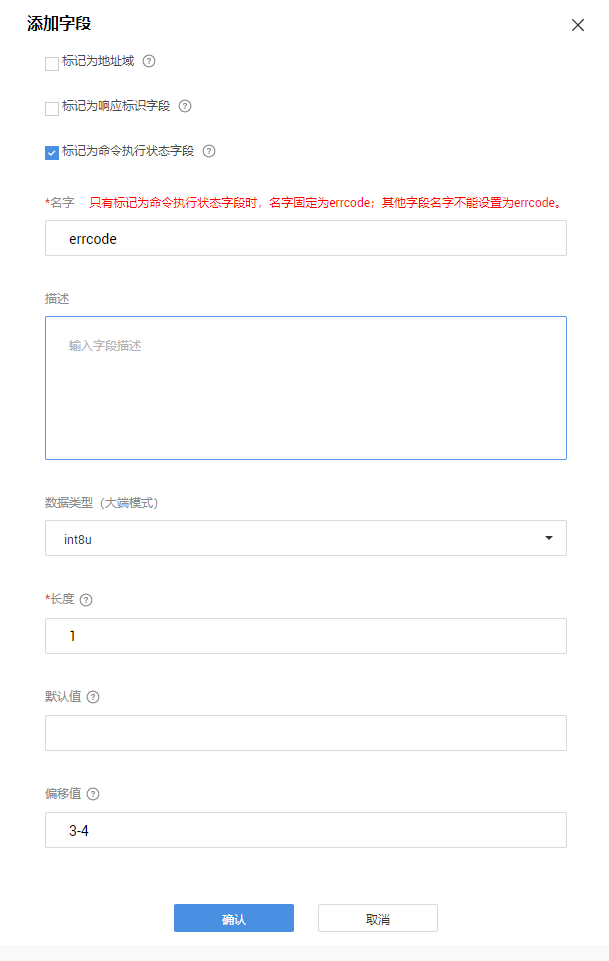 添加字段
标记为地址域
标记为响应标识字段
标记为命令执行状态字段
*名字 只有标记为命令执行状态字段时，名字固定为errcode；其他字段名字不能设置为errcode。
errcode
描述
输入字段描述
数据类型（大端模式）
int8u
*长度
1
默认值
偏移值
3-4
确认 取消